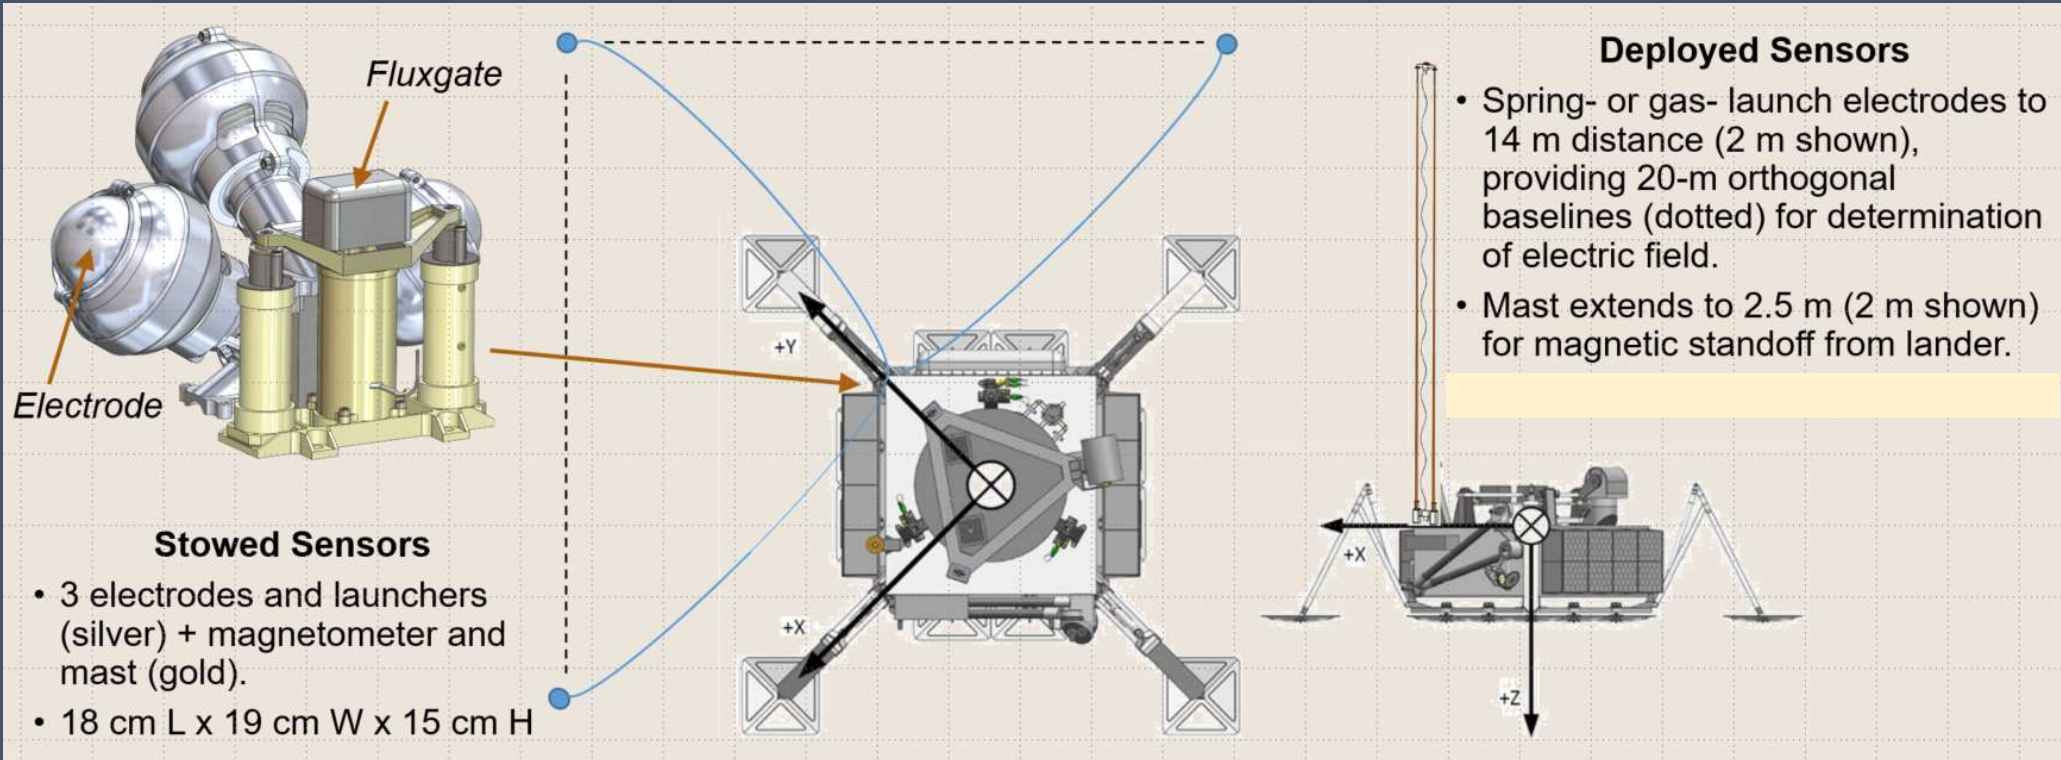 Fluxgate
Electrode
Stowed Sensors
• 3 electrodes and launchers
(silver) + magnetometer and
mast (gold).
• 18 cm L x 19 cm W x 15 cm H
+Y
+X
Deployed Sensors
• Spring- or gas- launch electrodes to
14 m distance (2 m shown),
providing 20-m orthogonal
baselines (dotted) for determination
of electric field.
• Mast extends to 2.5 m (2 m shown)
for magnetic standoff from lander.
+X
+Z